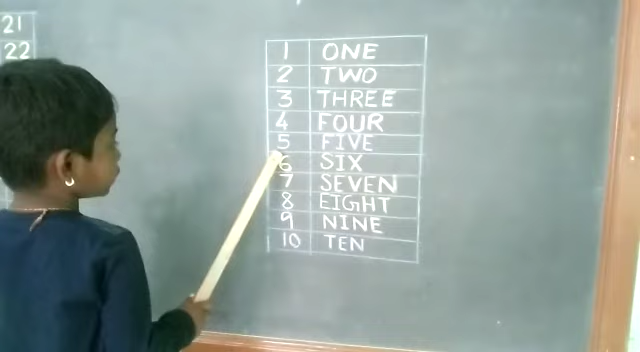 21
22
1 ONE
2 TWO
3 THREE
4 FOUR
5 FIVE
6 SIX
7 SEVEN
8 EIGHT
9 NINE
10 TEN